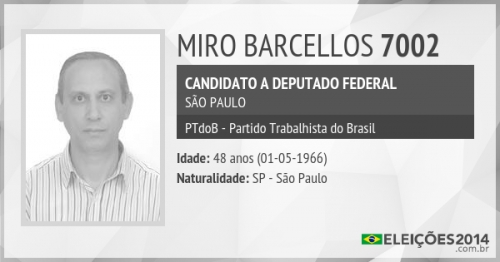 MIRO BARCELLOS 7002
CANDIDATO A DEPUTADO FEDERAL
SÃO PAULO
PTdoB - Partido Trabalhista do Brasil
Idade: 48 anos (01-05-1966)
Naturalidade: SP - São Paulo
ELEIÇÕES2014
.com.br